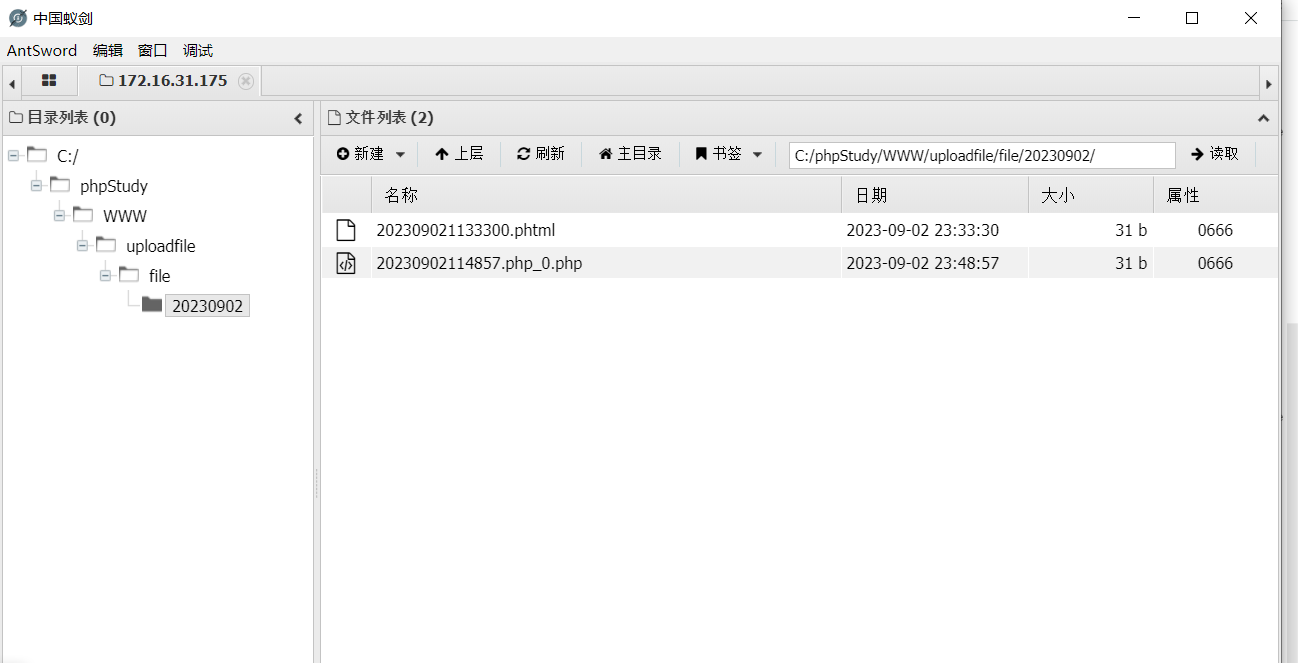 中国蚁剑
AntSword 编辑 窗口 调试
172.16.31.175
目录列表 (0)
C:/
phpStudy
WWW
uploadfile
file
20230902
文件列表 (2)
新建 上层 刷新 主目录 书签 C:/phpStudy/WWW/uploadfile/file/20230902/ 读取
名称 日期 大小 属性
202309021133300.phtml 2023-09-02 23:33:30 31 b 0666
20230902114857.php_0.php 2023-09-02 23:48:57 31 b 0666